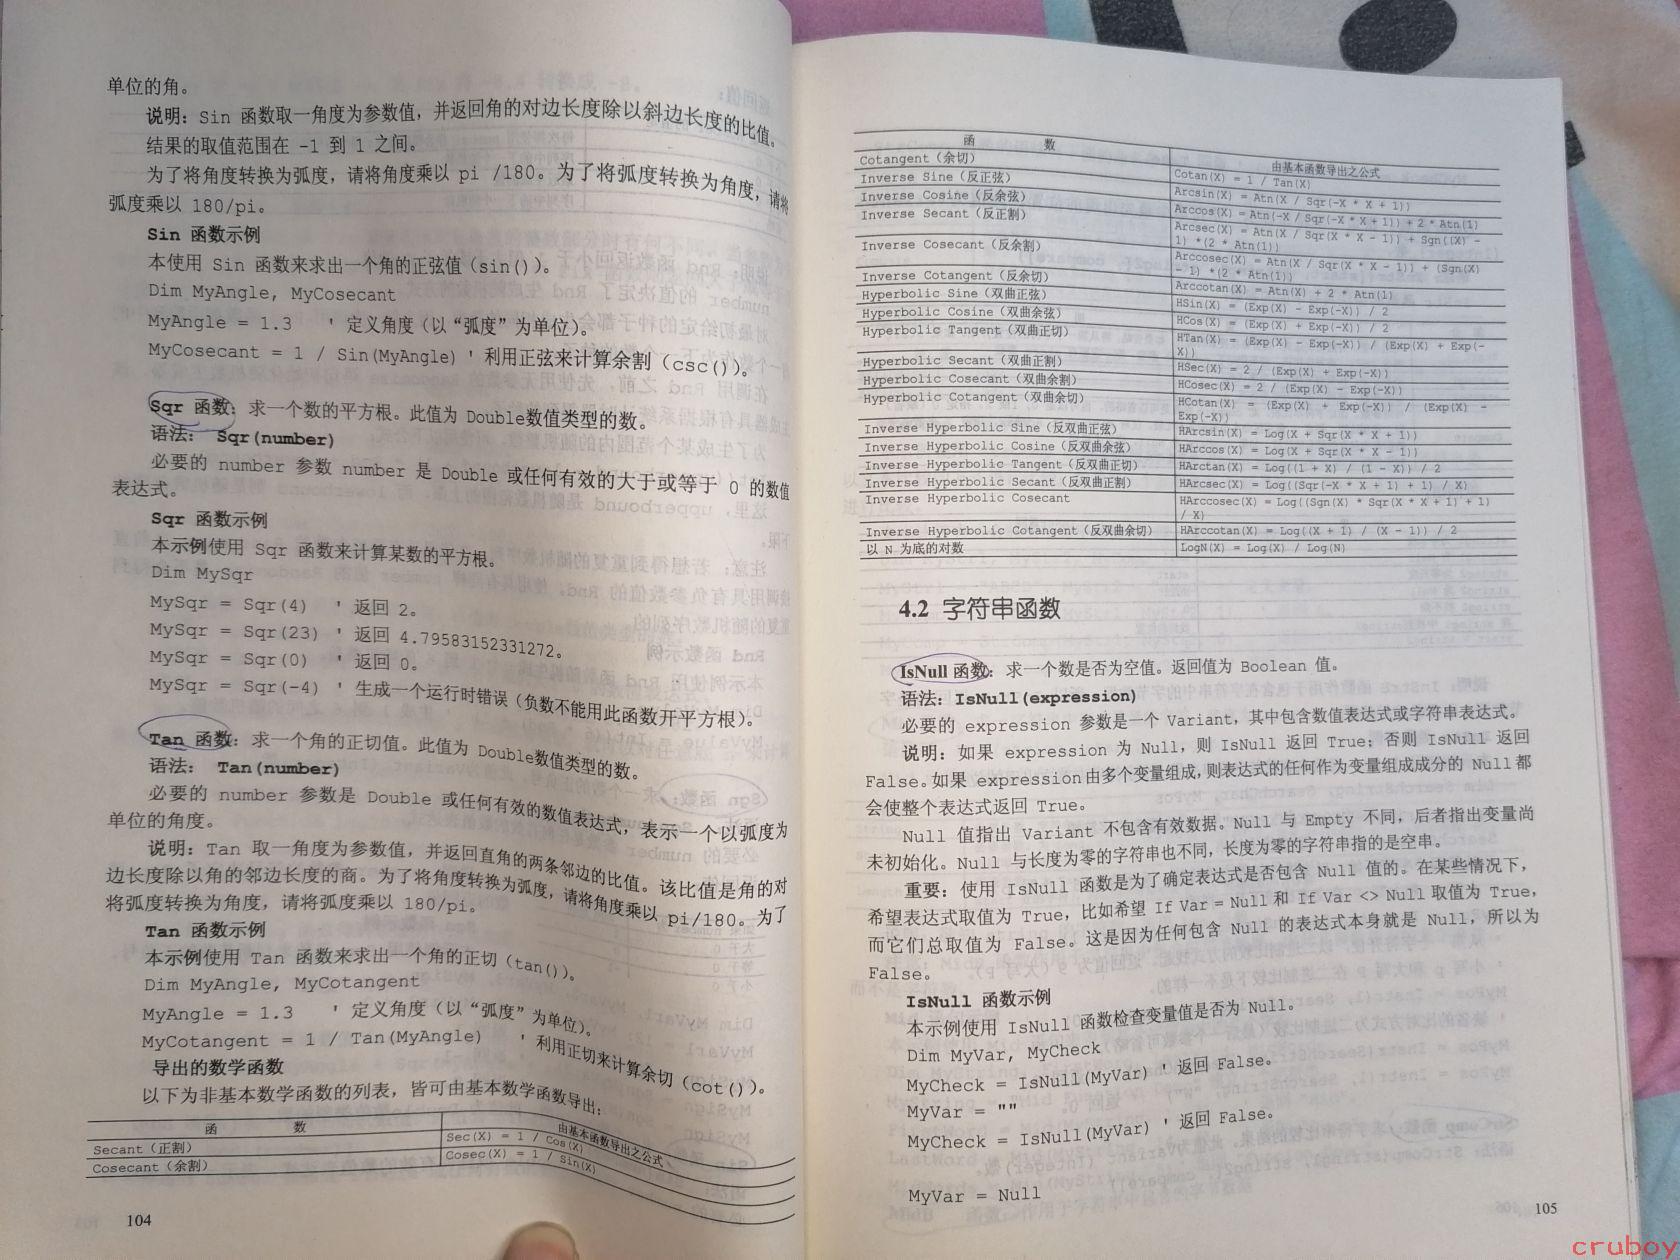 单位的角。
说明：Sin 函数取一角度为参数值，并返回角的对边长度除以斜边长度的比值。
结果的取值范围在 -1 到 1 之间。
为了将角度转换为弧度，请将角度乘以 pi /180。为了将弧度转换为角度，请将
弧度乘以 180/pi。
Sin 函数示例
本使用 Sin 函数来求出一个角的正弦值（sin()）。
Dim MyAngle, MyCosecant
MyAngle = 1.3 ' 定义角度（以“弧度”为单位）。
MyCosecant = 1 / Sin(MyAngle) ' 利用正弦来计算余割（csc()）。
Sqr 函数：求一个数的平方根。此值为 Double数值类型的数。
语法： Sqr(number)
必要的 number 参数 number 是 Double 或任何有效的大于或等于 0 的数值
表达式。
Sqr 函数示例
本示例使用 Sqr 函数来计算某数的平方根。
Dim MySqr
MySqr = Sqr(4) ' 返回 2。
MySqr = Sqr(23) ' 返回 4.79583152331272。
MySqr = Sqr(0) ' 返回 0。
MySqr = Sqr(-4) ' 生成一个运行时错误（负数不能用此函数开平方根）。
Tan 函数：求一个角的正切值。此值为 Double数值类型的数。
语法： Tan(number)
必要的 number 参数是 Double 或任何有效的数值表达式，表示一个以弧度为
单位的角度。
说明：Tan 取一角度为参数值，并返回直角的两条邻边的比值。该比值是角的对
边长度除以角的邻边长度的商。为了将角度转换为弧度，请将角度乘以 pi/180。为了
将弧度转换为角度，请将弧度乘以 180/pi。
Tan 函数示例
本示例使用 Tan 函数来求出一个角的正切（tan()）。
Dim MyAngle, MyCotangent
MyAngle = 1.3 ' 定义角度（以“弧度”为单位）。
MyCotangent = 1 / Tan(MyAngle) ' 利用正切来计算余切（cot()）。
导出的数学函数
以下为非基本数学函数的列表，皆可由基本数学函数导出：
函 数 由基本函数导出之公式
Secant（正割） Sec(X) = 1 / Cos(X)
Cosecant（余割） Cosec(X) = 1 / Sin(X)
104
函 数 由基本函数导出之公式
Cotangent（余切） Cotan(X) = 1 / Tan(X)
Inverse Sine（反正弦） Arcsin(X) = Atn(X / Sqr(-X * X + 1))
Inverse Cosine（反余弦） Arccos(X) = Atn(-X / Sqr(-X * X + 1)) + 2 * Atn(1)
Inverse Secant（反正割） Arcsec(X) = Atn(X / Sqr(X * X - 1)) + Sgn((X) -
1) *(2 * Atn(1))
Inverse Cosecant（反余割） Arccosec(X) = Atn(X / Sqr(X * X - 1)) + (Sgn(X)
- 1) *(2 * Atn(1))
Inverse Cotangent（反余切） Arccotan(X) = Atn(X) + 2 * Atn(1)
Hyperbolic Sine（双曲正弦） HSin(X) = (Exp(X) - Exp(-X)) / 2
Hyperbolic Cosine（双曲余弦） HCos(X) = (Exp(X) + Exp(-X)) / 2
Hyperbolic Tangent（双曲正切） HTan(X) = (Exp(X) - Exp(-X)) / (Exp(X) + Exp(-
X))
Hyperbolic Secant（双曲正割） HSec(X) = 2 / (Exp(X) + Exp(-X))
Hyperbolic Cosecant（双曲余割） HCosec(X) = 2 / (Exp(X) - Exp(-X))
Hyperbolic Cotangent（双曲余切） HCotan(X) = (Exp(X) + Exp(-X)) / (Exp(X) -
Exp(-X))
Inverse Hyperbolic Sine（反双曲正弦） HArcsin(X) = Log(X + Sqr(X * X + 1))
Inverse Hyperbolic Cosine（反双曲余弦） HArccos(X) = Log(X + Sqr(X * X - 1))
Inverse Hyperbolic Tangent（反双曲正切） HArctan(X) = Log((1 + X) / (1 - X)) / 2
Inverse Hyperbolic Secant（反双曲正割） HArcsec(X) = Log((Sqr(-X * X + 1) + 1) / X)
Inverse Hyperbolic Cosecant HArccosec(X) = Log((Sgn(X) * Sqr(X * X + 1) + 1)
/ X)
Inverse Hyperbolic Cotangent（反双曲余切） HArccotan(X) = Log((X + 1) / (X - 1)) / 2
以 N 为底的对数 LogN(X) = Log(X) / Log(N)
4.2 字符串函数
IsNull 函数： 求一个数是否为空值。返回值为 Boolean 值。
语法：IsNull(expression)
必要的 expression 参数是一个 Variant，其中包含数值表达式或字符串表达式。
说明：如果 expression 为 Null，则 IsNull 返回 True；否则 IsNull 返回
False。如果 expression由多个变量组成，则表达式的任何作为变量组成成分的 Null都
会使整个表达式返回 True。
Null 值指出 Variant 不包含有效数据。Null 与 Empty 不同，后者指出变量尚
未初始化。Null 与长度为零的字符串也不同，长度为零的字符串指的是空串。
重要：使用 IsNull 函数是为了确定表达式是否包含 Null 值的。在某些情况下，
希望表达式取值为 True，比如希望 If Var = Null 和 If Var <> Null 取值为 True，
而它们总取值为 False。这是因为任何包含 Null 的表达式本身就是 Null，所以为
False。
IsNull 函数示例
本示例使用 IsNull 函数检查变量值是否为 Null。
Dim MyVar, MyCheck
MyCheck = IsNull(MyVar) ' 返回 False。
MyVar = ""
MyCheck = IsNull(MyVar) ' 返回 False。
MyVar = Null
105
cruboy